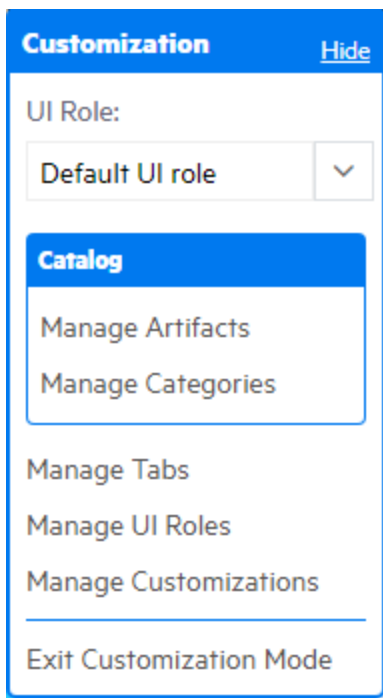 Customization
Hide
UI Role:
Default UI role
Catalog
Manage Artifacts
Manage Categories
Manage Tabs
Manage UI Roles
Manage Customizations
Exit Customization Mode